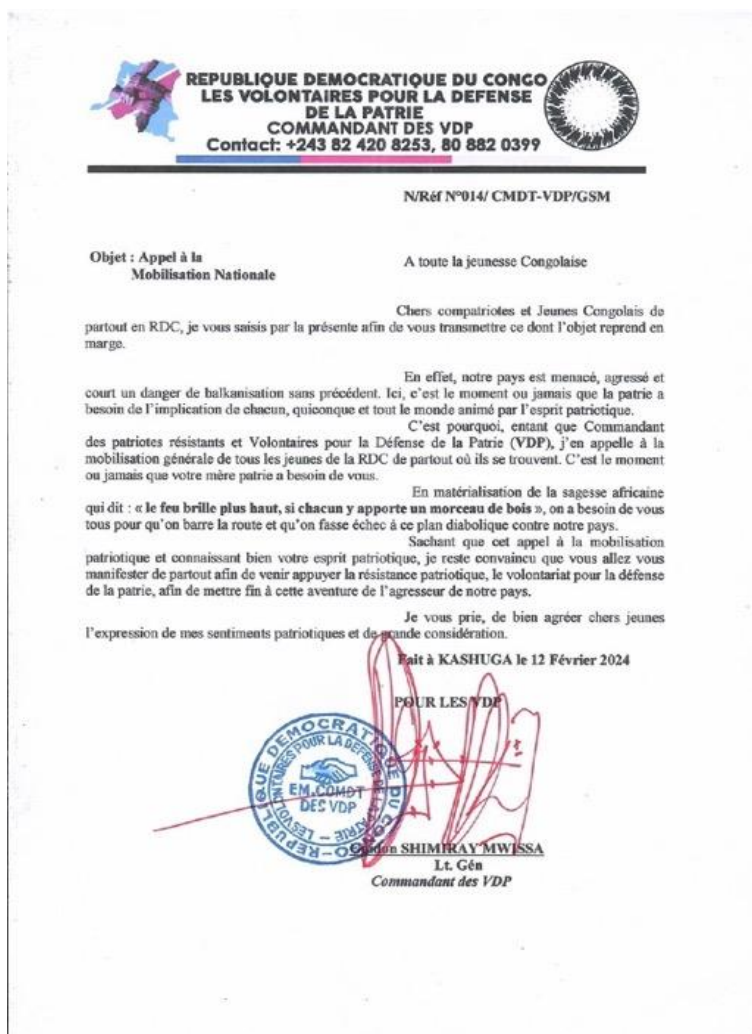 REPUBLIQUE DEMOCRATIQUE DU CONGO
LES VOLONTAIRES POUR LA DEFENSE
DE LA PATRIE
COMMANDANT DES VDP
Contact: +243 82 420 8253, 80 882 0399
N/Réf N°014/ CMDT-VDP/GSM
Objet : Appel à la
Mobilisation Nationale
A toute la jeunesse Congolaise
Chers compatriotes et Jeunes Congolais de
partout en RDC, je vous saisis par la présente afin de vous transmettre ce dont l'objet reprend en
marge.
En effet, notre pays est menacé, agressé et
court un danger de balkanisation sans précédent. Ici, c'est le moment ou jamais que la patrie a
besoin de l'implication de chacun, quiconque et tout le monde animé par l'esprit patriotique.
C'est pourquoi, entant que Commandant
des patriotes résistants et Volontaires pour la Défense de la Patrie (VDP), j'en appelle à la
mobilisation générale de tous les jeunes de la RDC de partout où ils se trouvent. C'est le moment
ou jamais que votre mère patrie a besoin de vous.
En matérialisation de la sagesse africaine
qui dit : « le feu brille plus haut, si chacun y apporte un morceau de bois », on a besoin de vous
tous pour qu'on barre la route et qu'on fasse échec à ce plan diabolique contre notre pays.
Sachant que cet appel à la mobilisation
patriotique et connaissant bien votre esprit patriotique, je reste convaincu que vous allez vous
manifester de partout afin de venir appuyer la résistance patriotique, le volontariat pour la défense
de la patrie, afin de mettre fin à cette aventure de l'agresseur de notre pays.
Je vous prie, de bien agréer chers jeunes
l'expression de mes sentiments patriotiques et de grande considération.
Fait à KASHUGA le 12 Février 2024
POUR LES VDP
REPUBLIQUE DEMOCRATIQUE DU CONGO
LES VOLONTAIRES POUR LA DEFENSE DE LA PATRIE
EM.COMDT
DES VDP
SHIMIRAY MWISSA
Lt. Gén
Commandant des VDP